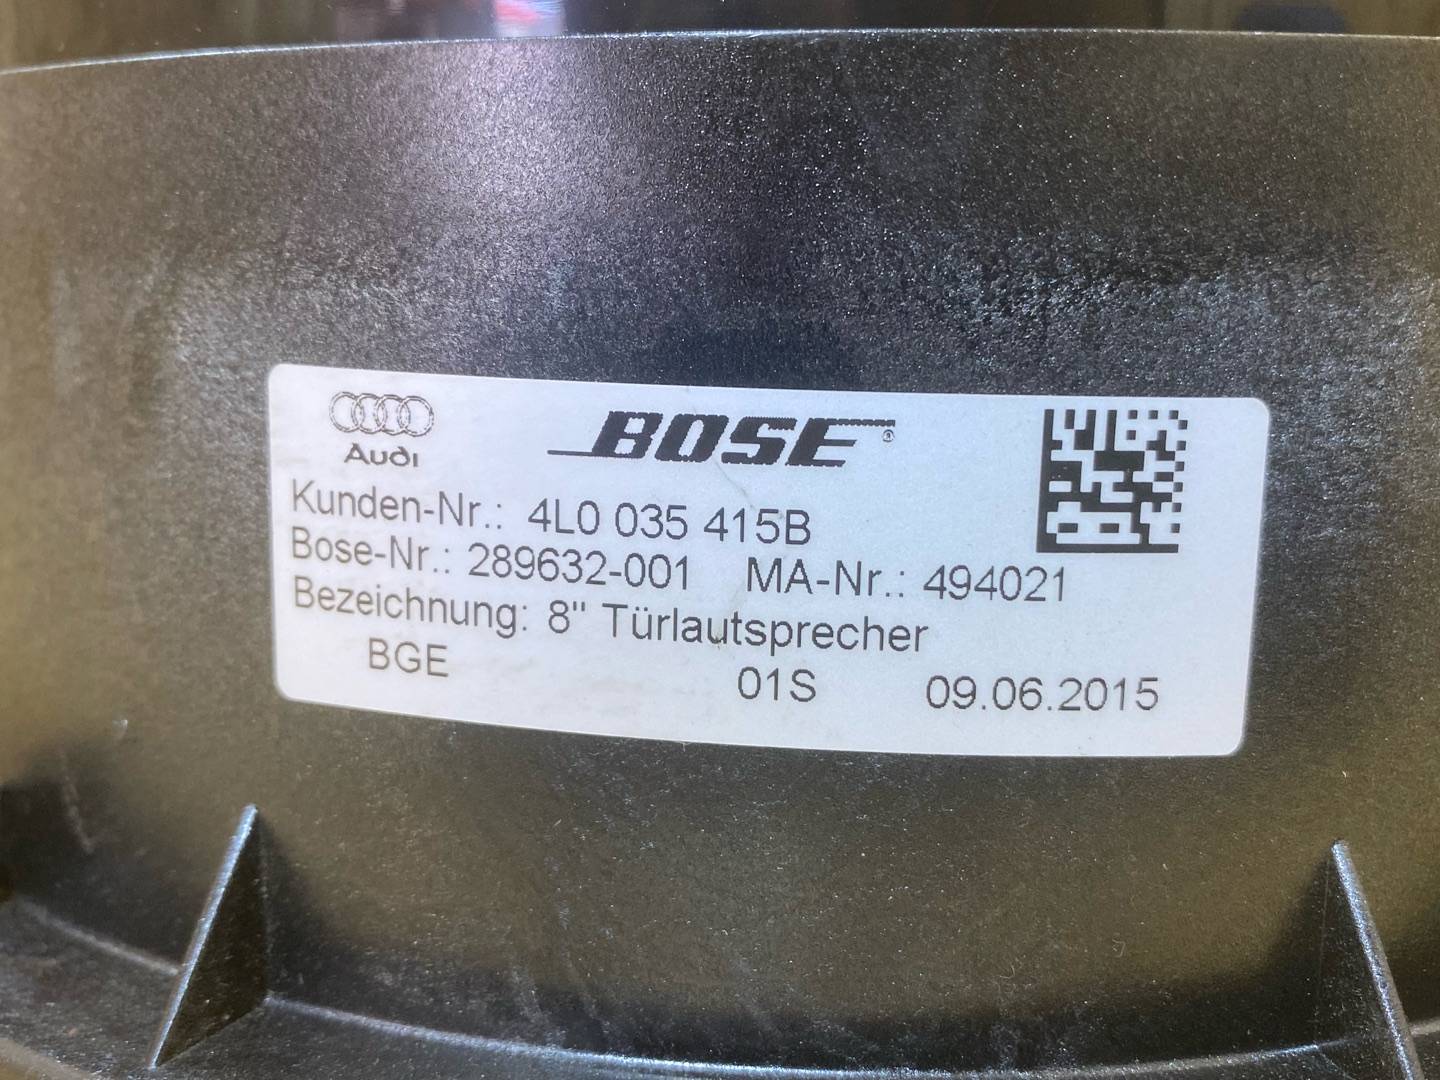 Audi
BOSE®
Kunden-Nr.: 4L0 035 415B
Bose-Nr.: 289632-001 MA-Nr.: 494021
Bezeichnung: 8" Türlautsprecher
BGE 01S 09.06.2015